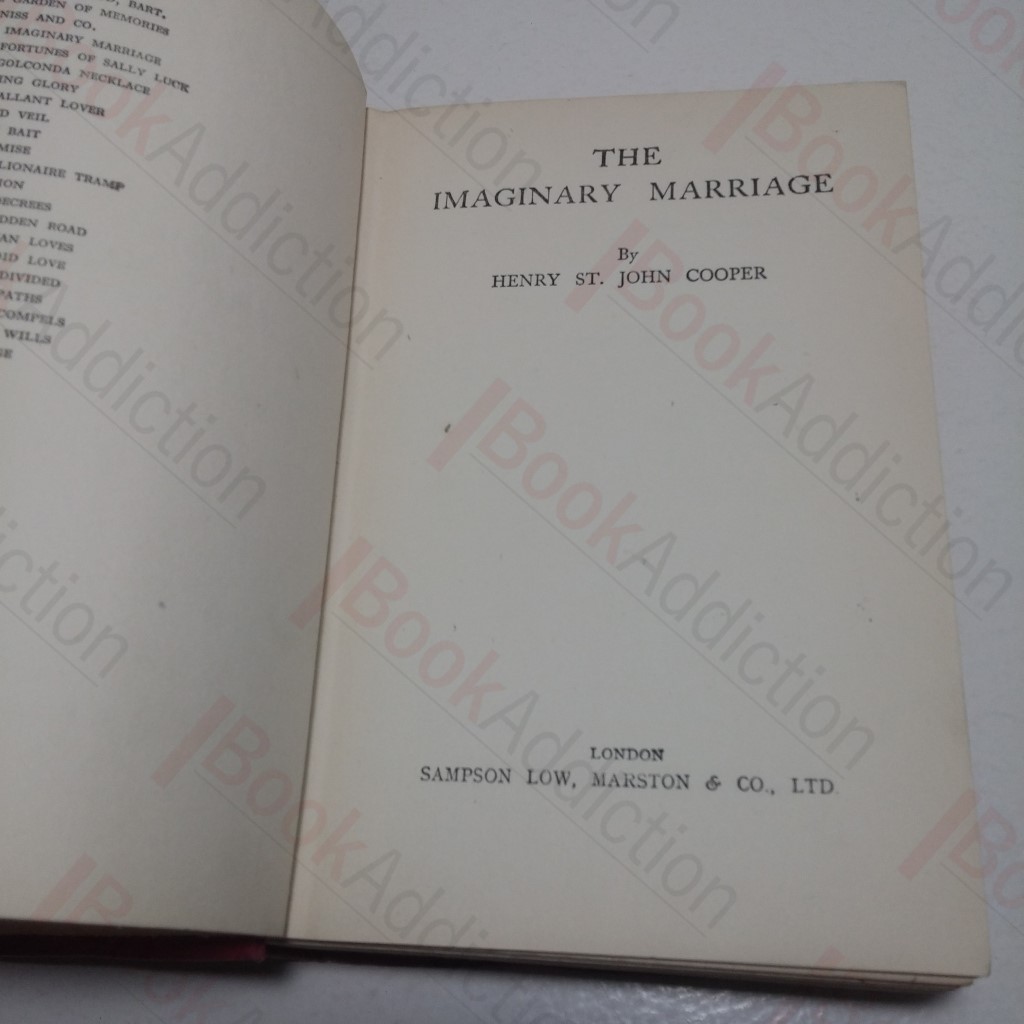 BART.
GARDEN OF MEMORIES
NISS AND CO.
IMAGINARY MARRIAGE
FORTUNES OF SALLY LUCK
GOLCONDA NECKLACE
ING GLORY
ALLANT LOVER
D VEIL
BAIT
MISE
LIONAIRE TRAMP
ION
DECREES
DDEN ROAD
AN LOVES
DID LOVE
DIVIDED
PATHS
COMPELS
WILLS
THE
IMAGINARY MARRIAGE
By
HENRY ST. JOHN COOPER
LONDON
SAMPSON LOW, MARSTON & CO., LTD.
BookAddiction